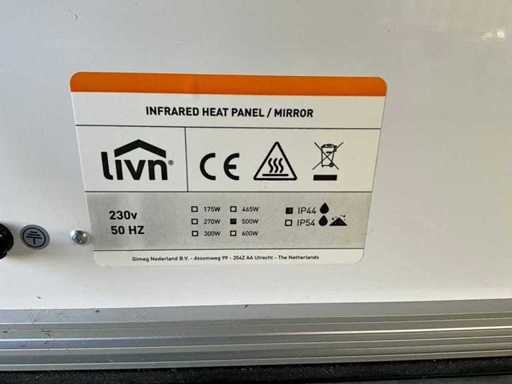 INFRARED HEAT PANEL / MIRROR
livn®
CE
230v
50 HZ
175W 465W
270W 500W
300W 600W
IP44
IP54
Gimeg Nederland B.V. - Atoomweg 99 - 3542 AA Utrecht - The Netherlands